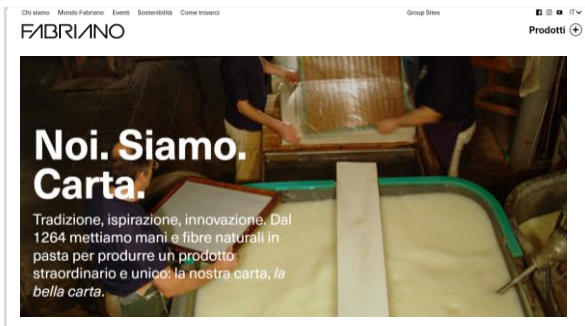 Chi siamo Mondo Fabriano Eventi Sostenibilità Come trovarci Group Sites IT
FABRIANO
Prodotti
Noi. Siamo.
Carta.
Tradizione, ispirazione, innovazione. Dal
1264 mettiamo mani e fibre naturali in
pasta per produrre un prodotto
straordinario e unico: la nostra carta, la
bella carta.